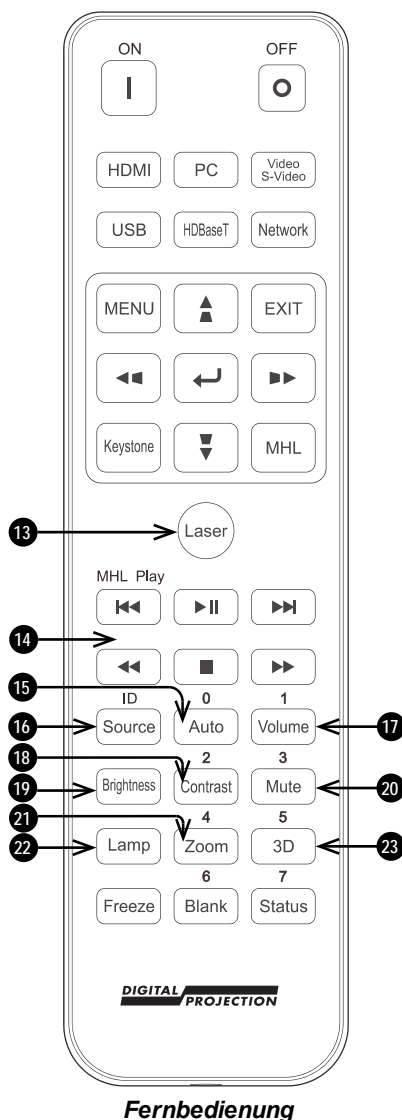 ON OFF
I O
HDMI PC Video S-Video
USB HDBaseT Network
MENU EXIT
Keystone MHL
13 Laser
MHL Play
14
15 ID 0 1
16 Source Auto Volume 17
18 2 3
19 Brightness Contrast Mute 20
21 4 5
22 Lamp Zoom 3D 23
6 7
Freeze Blank Status
DIGITAL
PROJECTION
Fernbedienung